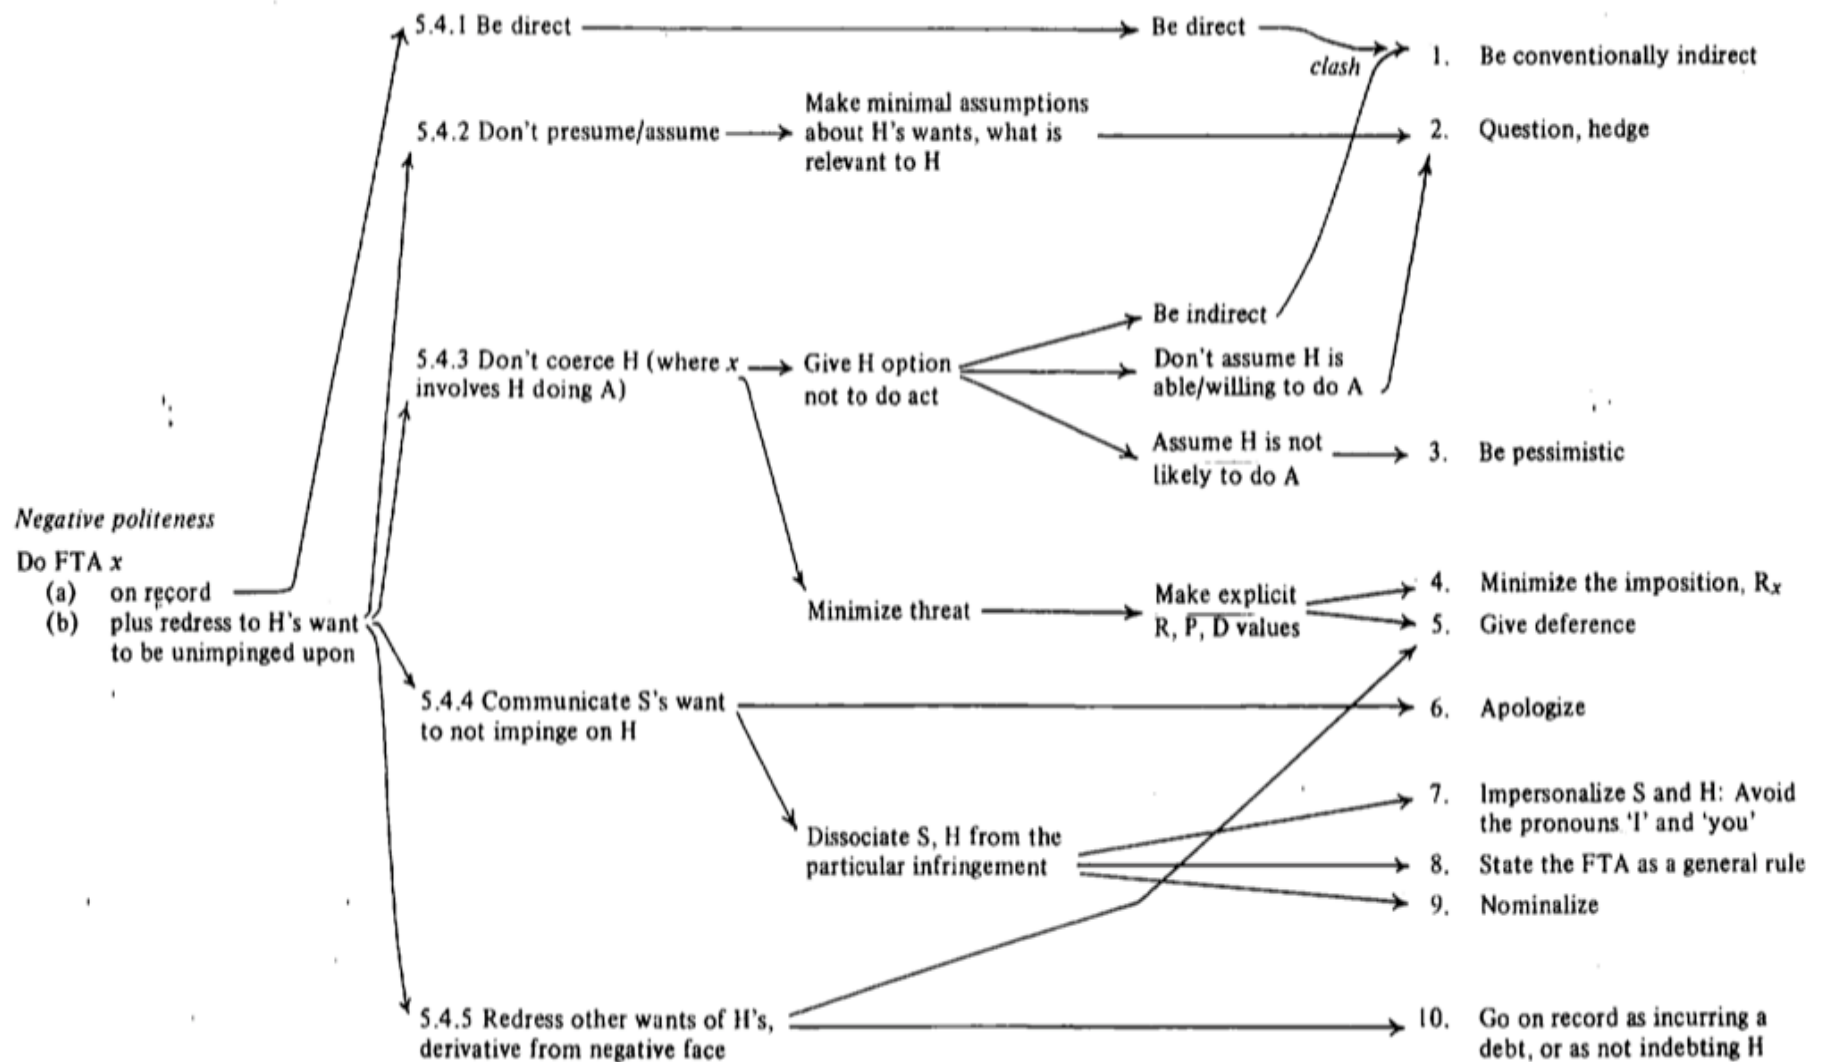 5.4.1 Be direct
Be direct
clash
1. Be conventionally indirect
5.4.2 Don't presume/assume
Make minimal assumptions
about H's wants, what is
relevant to H
2. Question, hedge
5.4.3 Don't coerce H (where x
involves H doing A)
Give H option
not to do act
Be indirect
Don't assume H is
able/willing to do A
Assume H is not
likely to do A
3. Be pessimistic
Negative politeness
Do FTA x
(a) on record
(b) plus redress to H's want
to be unimpinged upon
Minimize threat
Make explicit
R, P, D values
4. Minimize the imposition, Rx
5. Give deference
5.4.4 Communicate S's want
to not impinge on H
6. Apologize
Dissociate S, H from the
particular infringement
7. Impersonalize S and H: Avoid
the pronouns 'I' and 'you'
8. State the FTA as a general rule
9. Nominalize
5.4.5 Redress other wants of H's,
derivative from negative face
10. Go on record as incurring a
debt, or as not indebting H